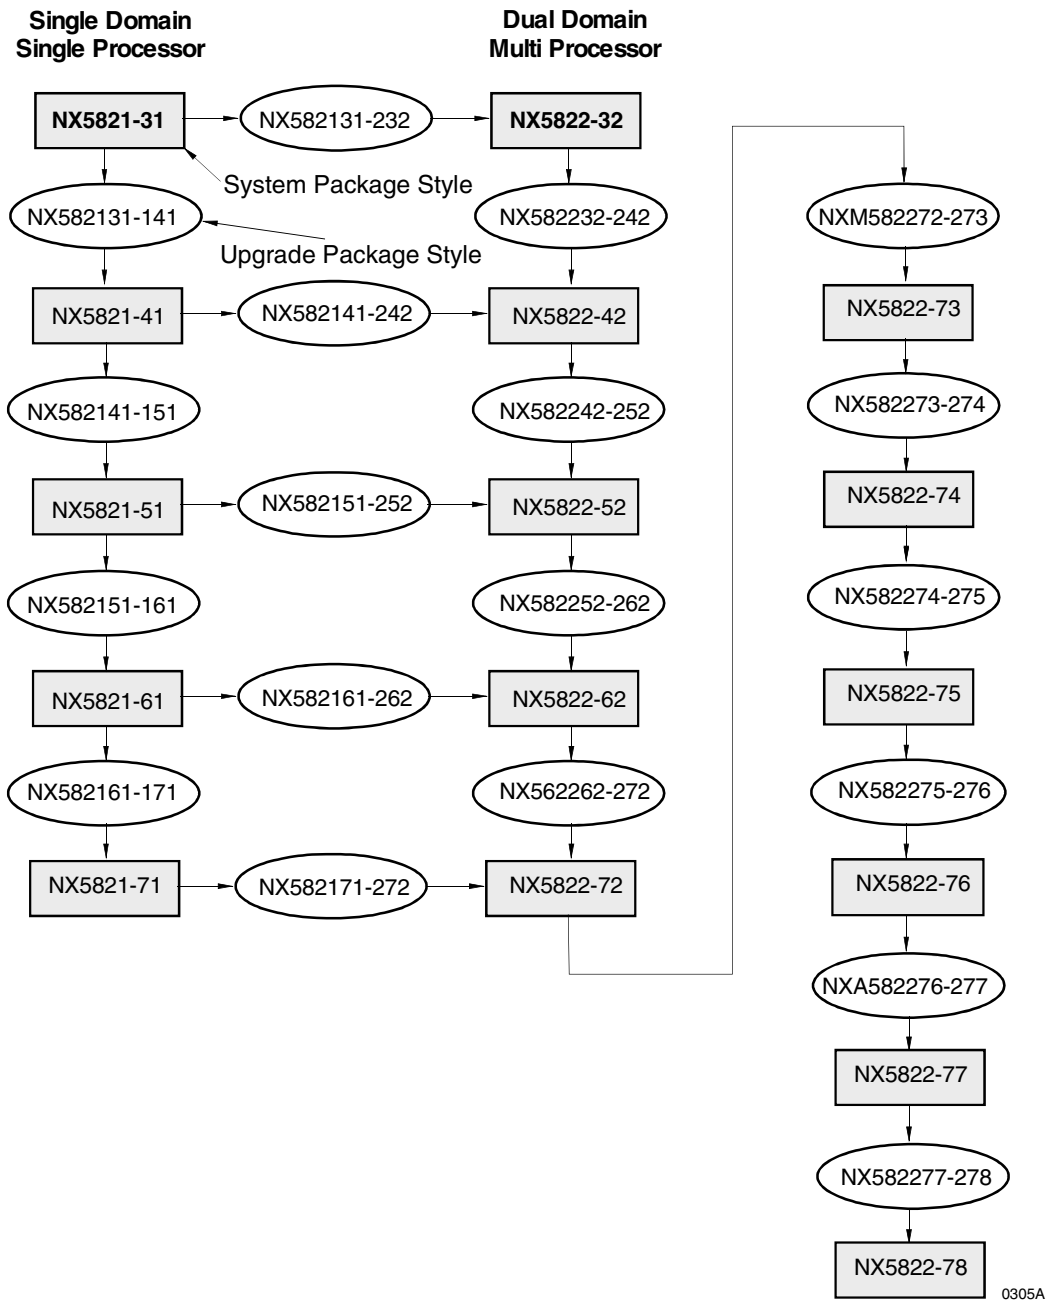 Single Domain
Single Processor
Dual Domain
Multi Processor
NX5821-31
NX582131-232
NX5822-32
System Package Style
NX582131-141
NX582232-242
NXM582272-273
Upgrade Package Style
NX5821-41
NX582141-242
NX5822-42
NX5822-73
NX582141-151
NX582242-252
NX582273-274
NX5821-51
NX582151-252
NX5822-52
NX5822-74
NX582151-161
NX582252-262
NX582274-275
NX5821-61
NX582161-262
NX5822-62
NX5822-75
NX582161-171
NX562262-272
NX582275-276
NX5821-71
NX582171-272
NX5822-72
NX5822-76
NXA582276-277
NX5822-77
NX582277-278
NX5822-78
0305A